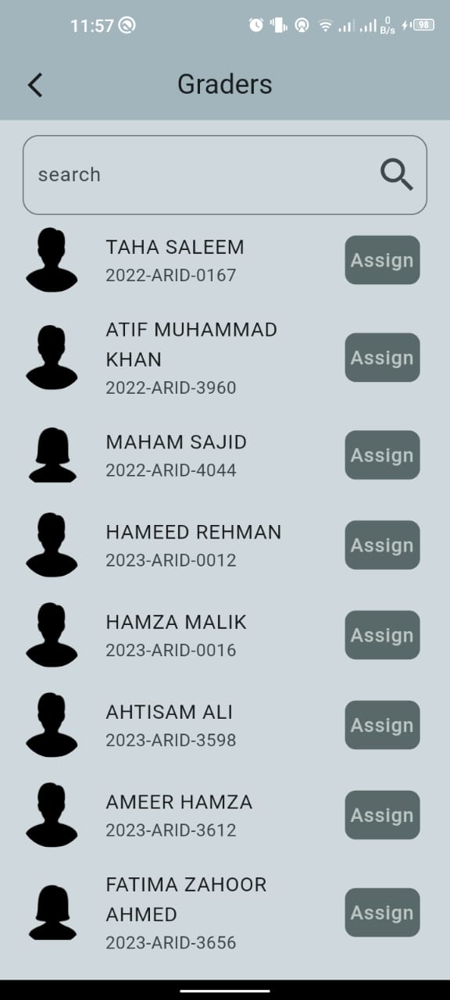 11:57
0
B/s
98
Graders
search
TAHA SALEEM
2022-ARID-0167
Assign
ATIF MUHAMMAD
KHAN
2022-ARID-3960
Assign
MAHAM SAJID
2022-ARID-4044
Assign
HAMEED REHMAN
2023-ARID-0012
Assign
HAMZA MALIK
2023-ARID-0016
Assign
AHTISAM ALI
2023-ARID-3598
Assign
AMEER HAMZA
2023-ARID-3612
Assign
FATIMA ZAHOOR
AHMED
2023-ARID-3656
Assign